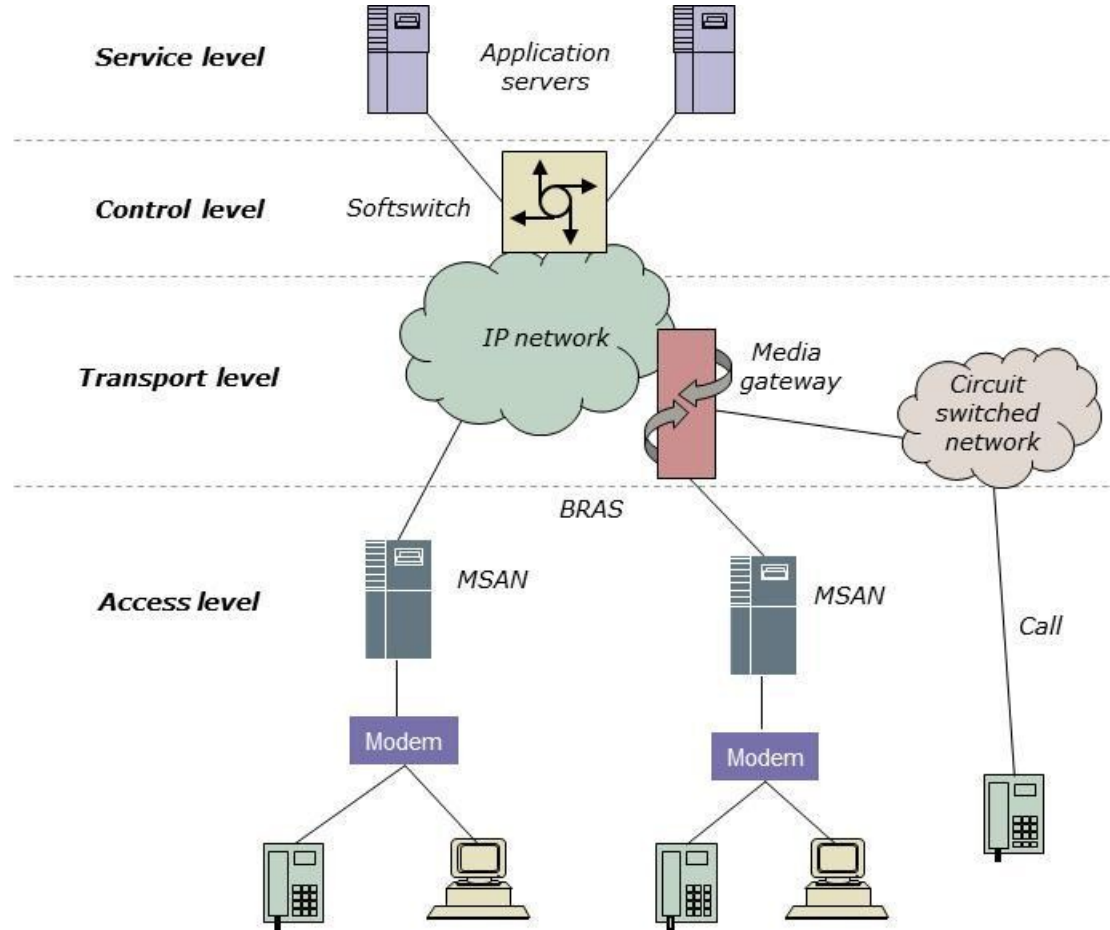 Service level
Application
servers
Control level
Softswitch
IP network
Transport level
Media
gateway
Circuit
switched
network
BRAS
Access level
MSAN
MSAN
Call
Modem
Modem